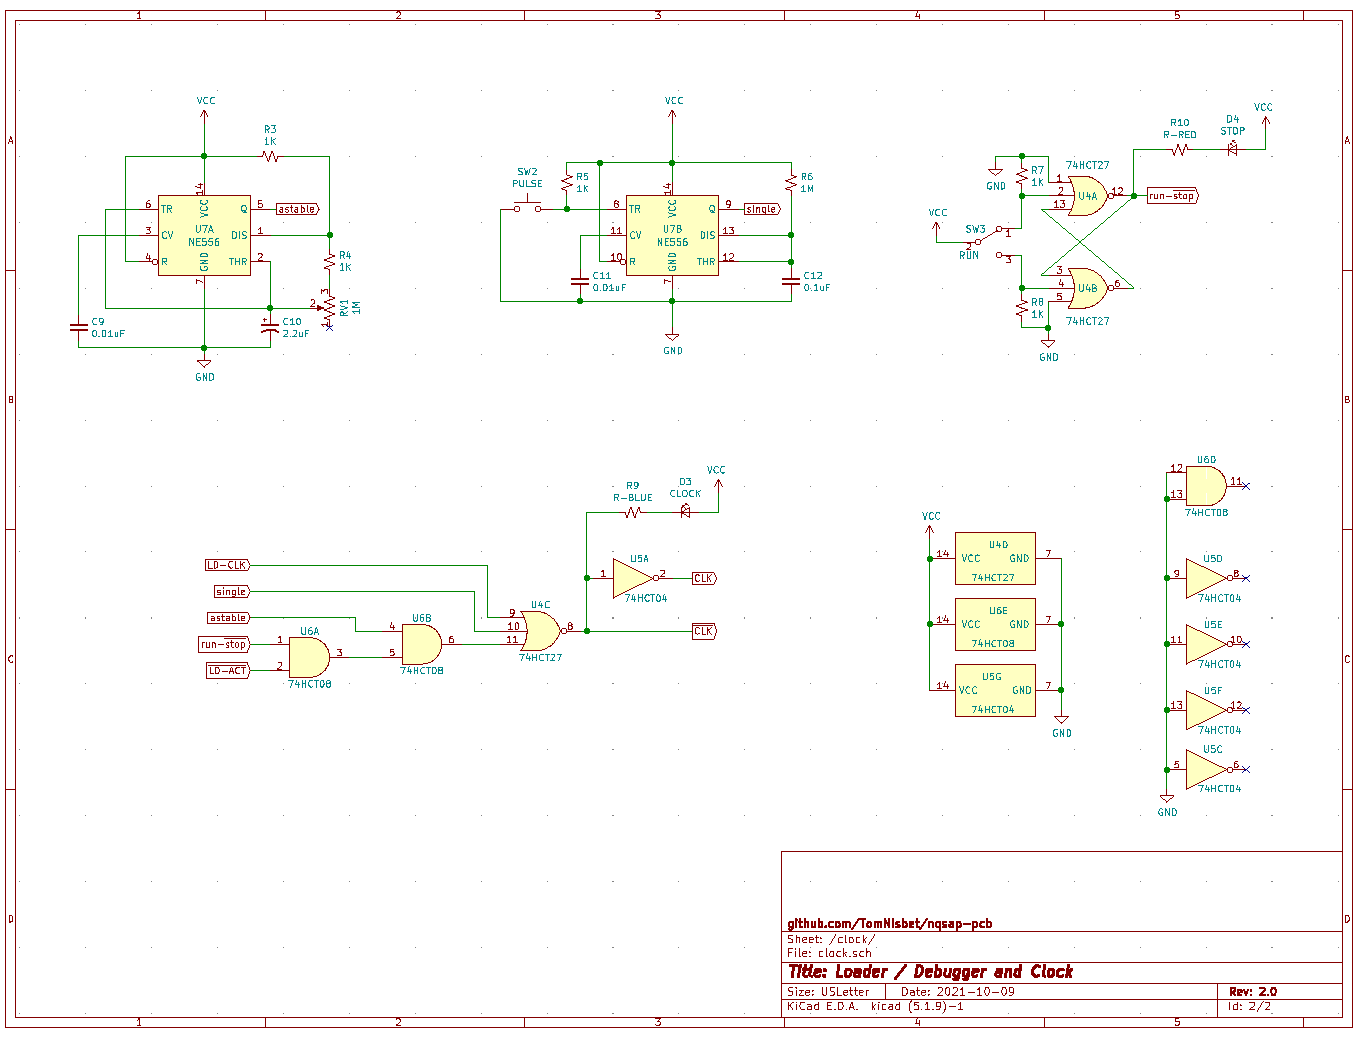 1 2 3 4 5
A
B
C
D
VCC
R3
1K
14
VCC
6 TR
Q 5
astable
U7A
NE556
3 CV
DIS 1
4 R
THR 2
GND
7
R4
1K
3
2
RV1
1M
1
C9
0.01uF
C10
2.2uF
GND
VCC
SW2
PULSE
R5
1K
R6
1M
14
VCC
8 TR
Q 9
single
U7B
NE556
11 CV
DIS 13
10 R
THR 12
GND
7
C11
0.01uF
C12
0.1uF
GND
VCC
D4
STOP
R10
R-RED
74HCT27
R7
1K
GND
1
2
13
U4A
12
run-stop
VCC
SW3
1
2
RUN
3
3
4
5
U4B
6
R8
1K
74HCT27
GND
VCC
D3
CLOCK
R9
R-BLUE
LD-CLK
single
astable
run-stop
LD-ACT
1
2
U6A
3
74HCT08
4
5
U6B
6
74HCT08
9
10
11
U4C
8
74HCT27
1
U5A
2
74HCT04
CLK
CLK
VCC
U4D
14 VCC GND 7
74HCT27
U6E
14 VCC GND 7
74HCT08
U5G
14 VCC GND 7
74HCT04
GND
U6D
12
13
11
74HCT08
U5D
9 8
74HCT04
U5E
11 10
74HCT04
U5F
13 12
74HCT04
U5C
5 6
74HCT04
GND
github.com/TomNisbet/nqsap-pcb
Sheet: /clock/
File: clock.sch
Title: Loader / Debugger and Clock
Size: USLetter Date: 2021-10-09 Rev: 2.0
KiCad E.D.A. kicad (5.1.9)-1 Id: 2/2
1 2 3 4 5
A
B
C
D